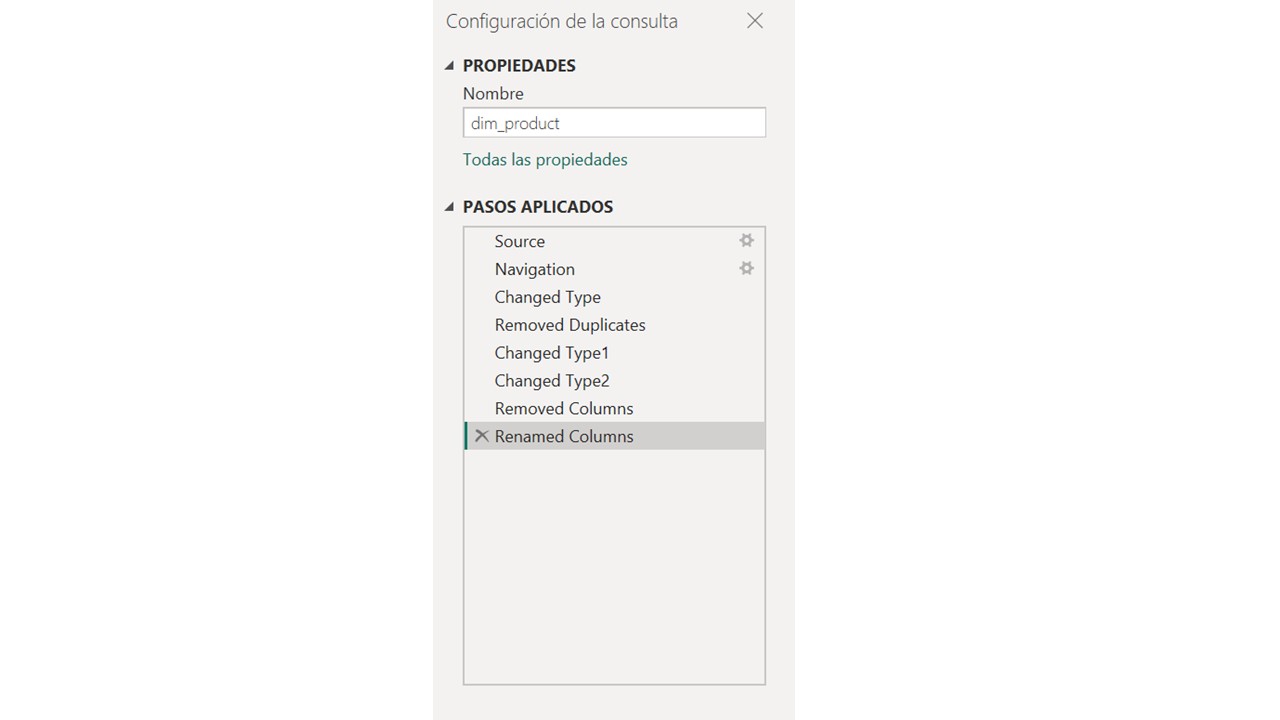 Configuración de la consulta
PROPIEDADES
Nombre
dim_product
Todas las propiedades
PASOS APLICADOS
Source
Navigation
Changed Type
Removed Duplicates
Changed Type1
Changed Type2
Removed Columns
Renamed Columns